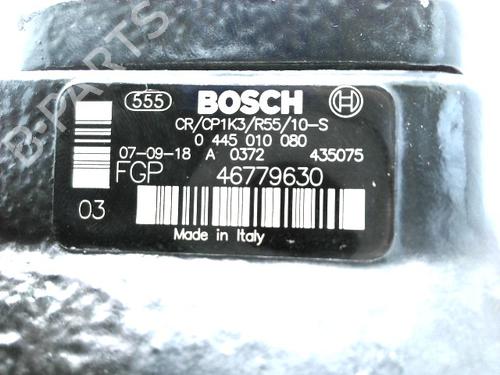 B-PARTS
555 BOSCH
CR/CP1K3/R55/10-S
0 445 010 080
07-09-18 A 0372 435075
FGP 46779630
03
Made in Italy